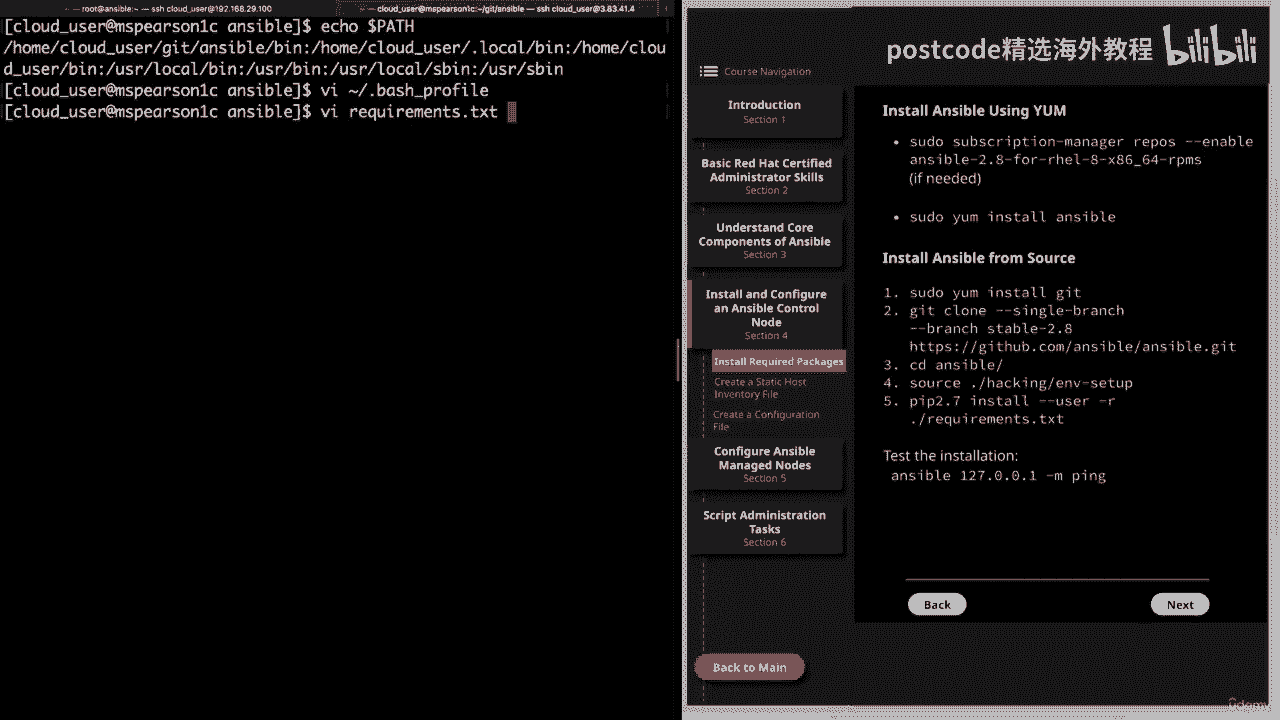 root@ansible:~ — ssh cloud_user@192.168.29.100
— cloud_user@mspearson1c:~/git/ansible — ssh cloud_user@3.83.41.4
[cloud_user@mspearson1c ansible]$ echo $PATH
/home/cloud_user/git/ansible/bin:/home/cloud_user/.local/bin:/home/clou
d_user/bin:/usr/local/bin:/usr/bin:/usr/local/sbin:/usr/sbin
[cloud_user@mspearson1c ansible]$ vi ~/.bash_profile
[cloud_user@mspearson1c ansible]$ vi requirements.txt
postcode精选海外教程 bilibili
Course Navigation
Introduction
Section 1
Basic Red Hat Certified
Administrator Skills
Section 2
Understand Core
Components of Ansible
Section 3
Install and Configure
an Ansible Control
Node
Section 4
Install Required Packages
Create a Static Host
Inventory File
Create a Configuration
File
Configure Ansible
Managed Nodes
Section 5
Script Administration
Tasks
Section 6
Back to Main
Install Ansible Using YUM
• sudo subscription-manager repos --enable
ansible-2.8-for-rhel-8-x86_64-rpms
(if needed)
• sudo yum install ansible
Install Ansible from Source
1. sudo yum install git
2. git clone --single-branch
--branch stable-2.8
https://github.com/ansible/ansible.git
3. cd ansible/
4. source ./hacking/env-setup
5. pip2.7 install --user -r
./requirements.txt
Test the installation:
ansible 127.0.0.1 -m ping
Back
Next
ûdemy